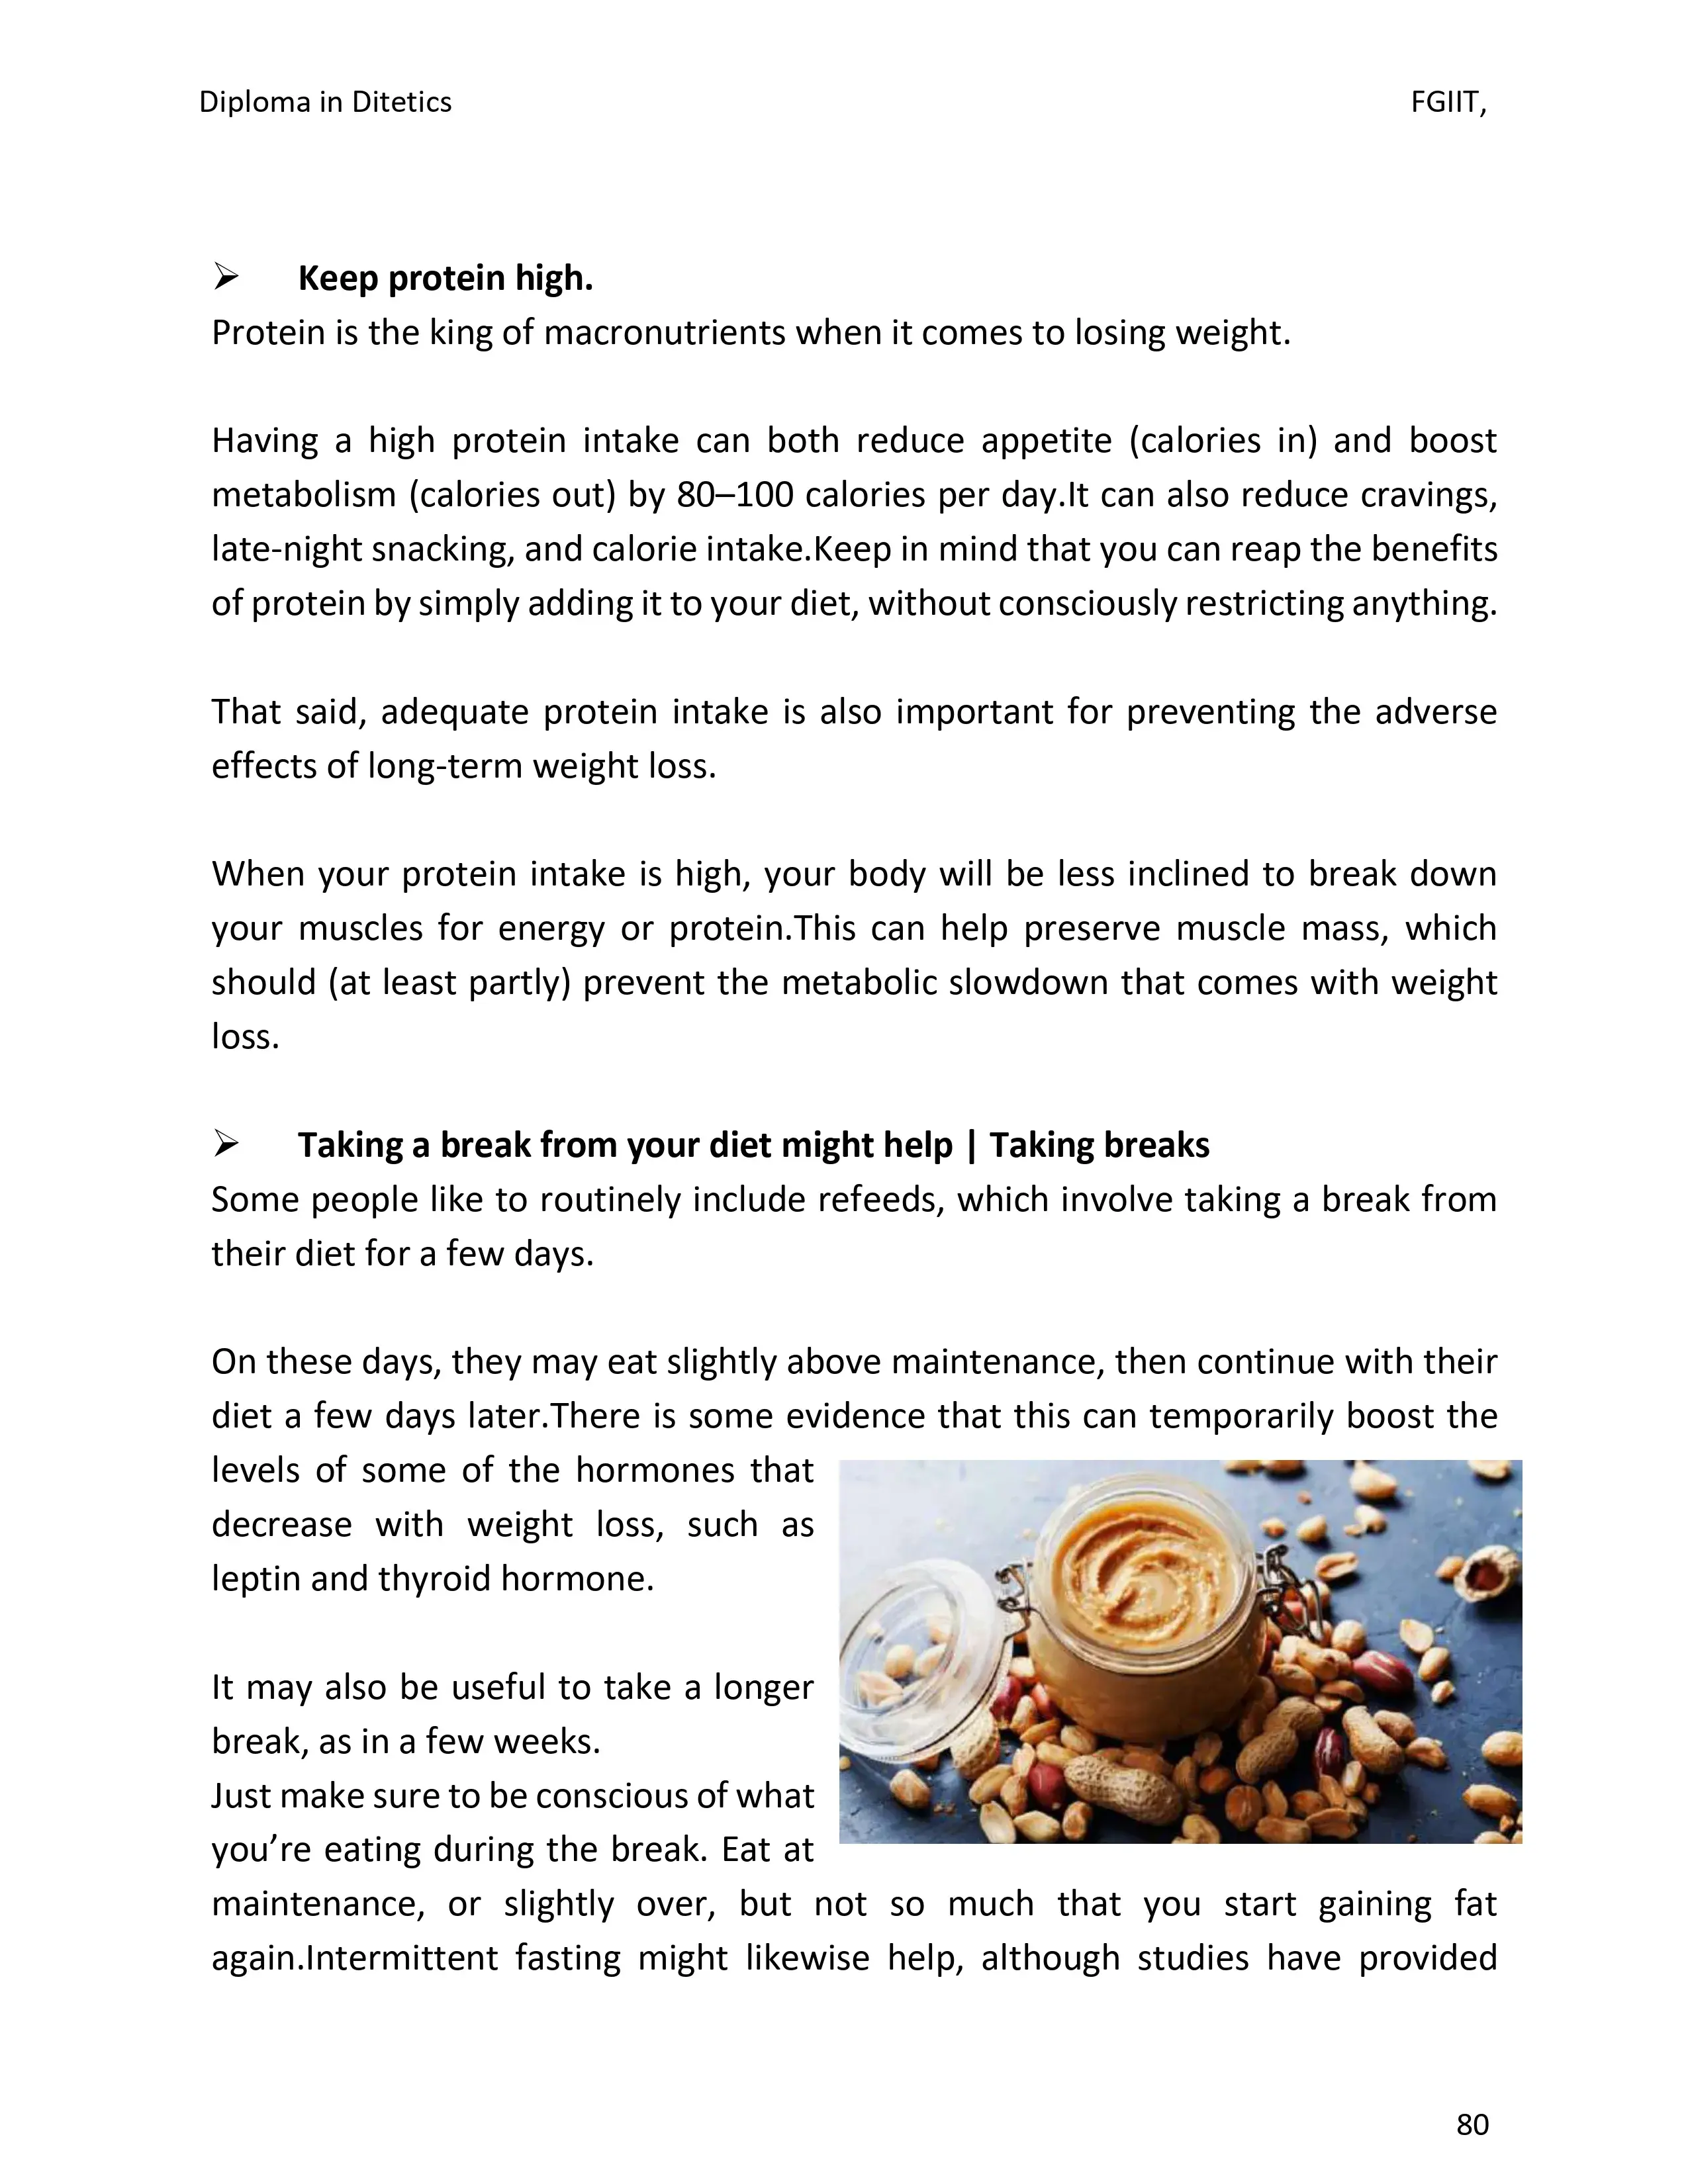 Diploma in Ditetics FGIIT,
➢ Keep protein high.
Protein is the king of macronutrients when it comes to losing weight.
Having a high protein intake can both reduce appetite (calories in) and boost
metabolism (calories out) by 80–100 calories per day.It can also reduce cravings,
late-night snacking, and calorie intake.Keep in mind that you can reap the benefits
of protein by simply adding it to your diet, without consciously restricting anything.
That said, adequate protein intake is also important for preventing the adverse
effects of long-term weight loss.
When your protein intake is high, your body will be less inclined to break down
your muscles for energy or protein.This can help preserve muscle mass, which
should (at least partly) prevent the metabolic slowdown that comes with weight
loss.
➢ Taking a break from your diet might help | Taking breaks
Some people like to routinely include refeeds, which involve taking a break from
their diet for a few days.
On these days, they may eat slightly above maintenance, then continue with their
diet a few days later.There is some evidence that this can temporarily boost the
levels of some of the hormones that
decrease with weight loss, such as
leptin and thyroid hormone.
It may also be useful to take a longer
break, as in a few weeks.
Just make sure to be conscious of what
you’re eating during the break. Eat at
maintenance, or slightly over, but not so much that you start gaining fat
again.Intermittent fasting might likewise help, although studies have provided
80